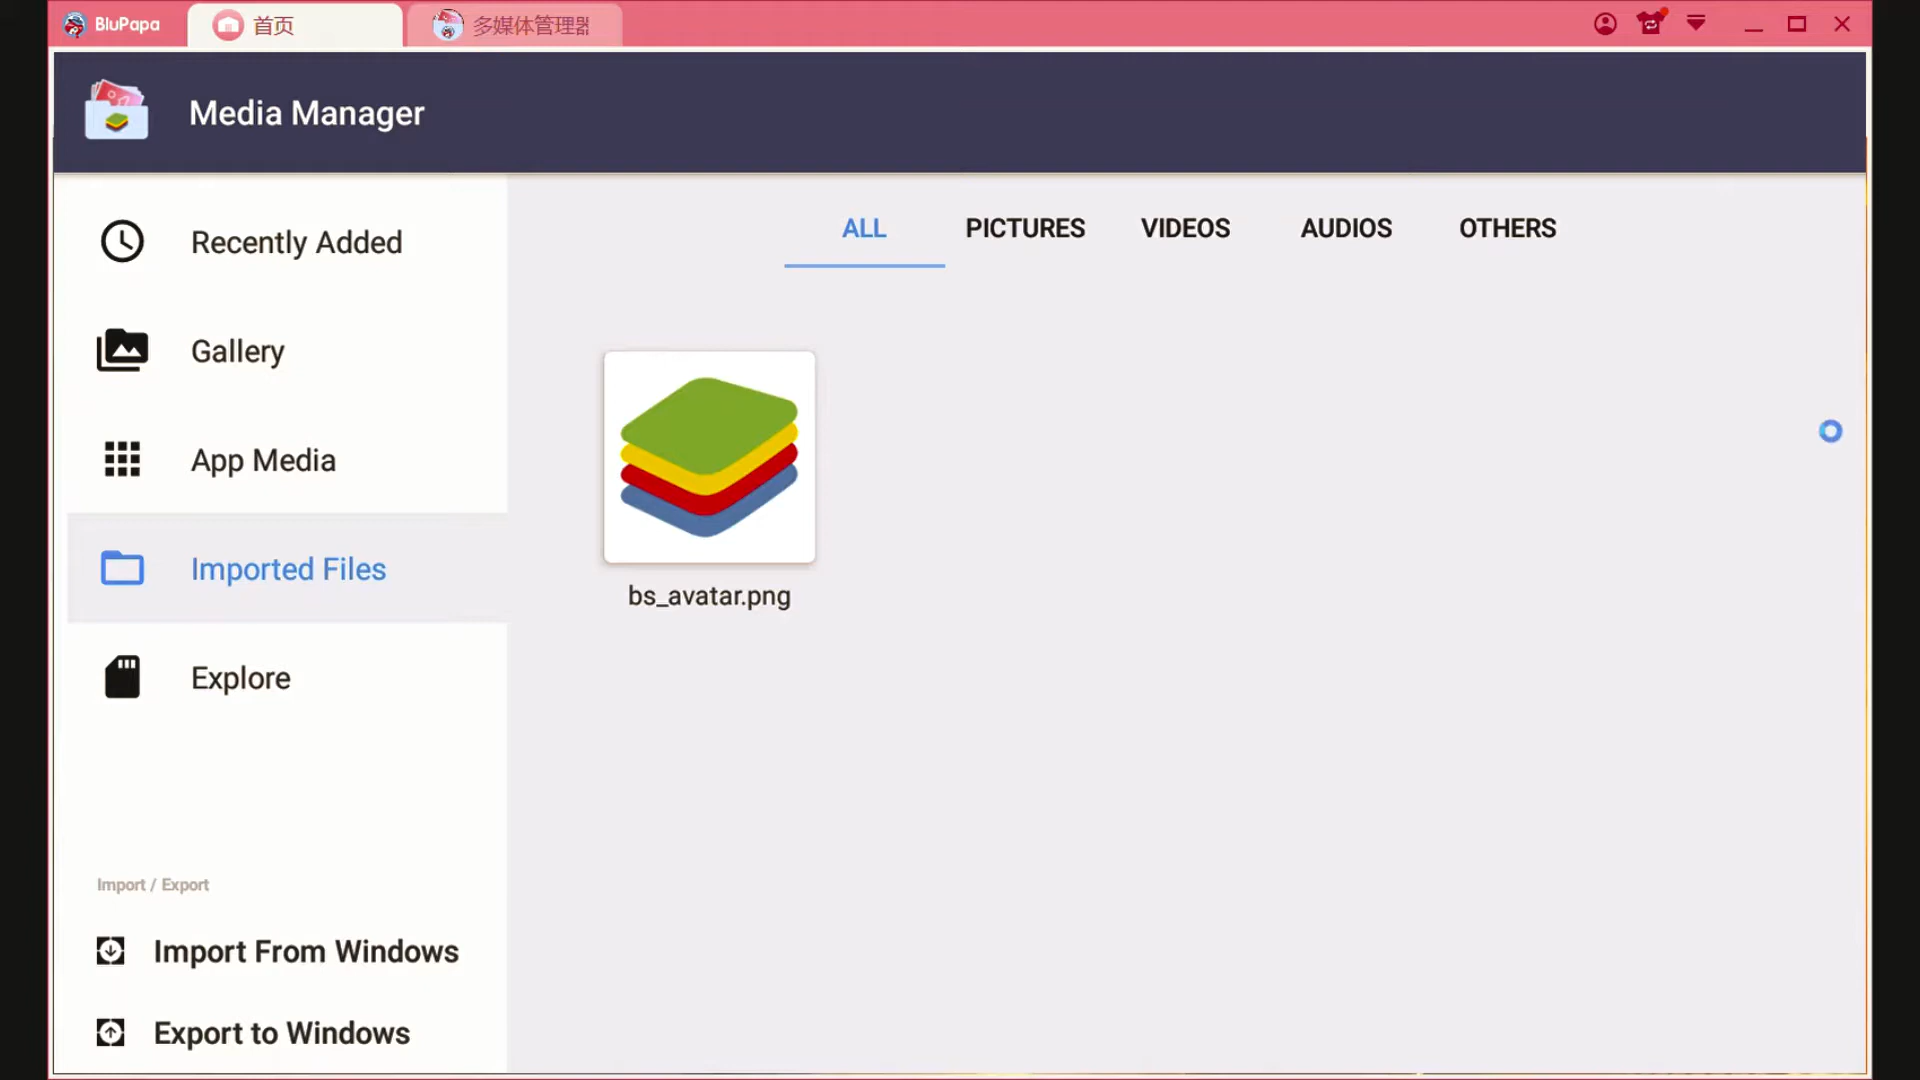 BluPapa
首页
多媒体管理器
Media Manager
Recently Added
Gallery
App Media
Imported Files
Explore
Import / Export
Import From Windows
Export to Windows
ALL PICTURES VIDEOS AUDIOS OTHERS
bs_avatar.png